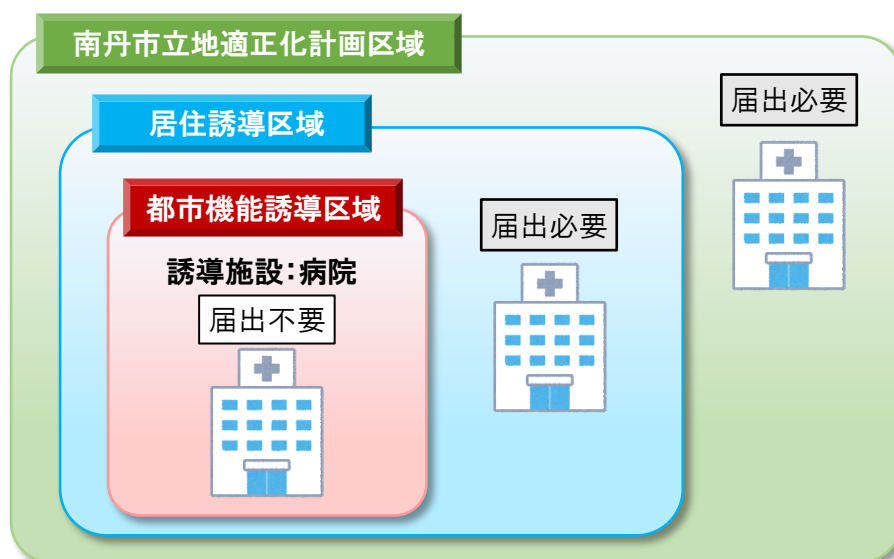 南丹市立地適正化計画区域
届出必要
居住誘導区域
都市機能誘導区域
届出必要
誘導施設：病院
届出不要